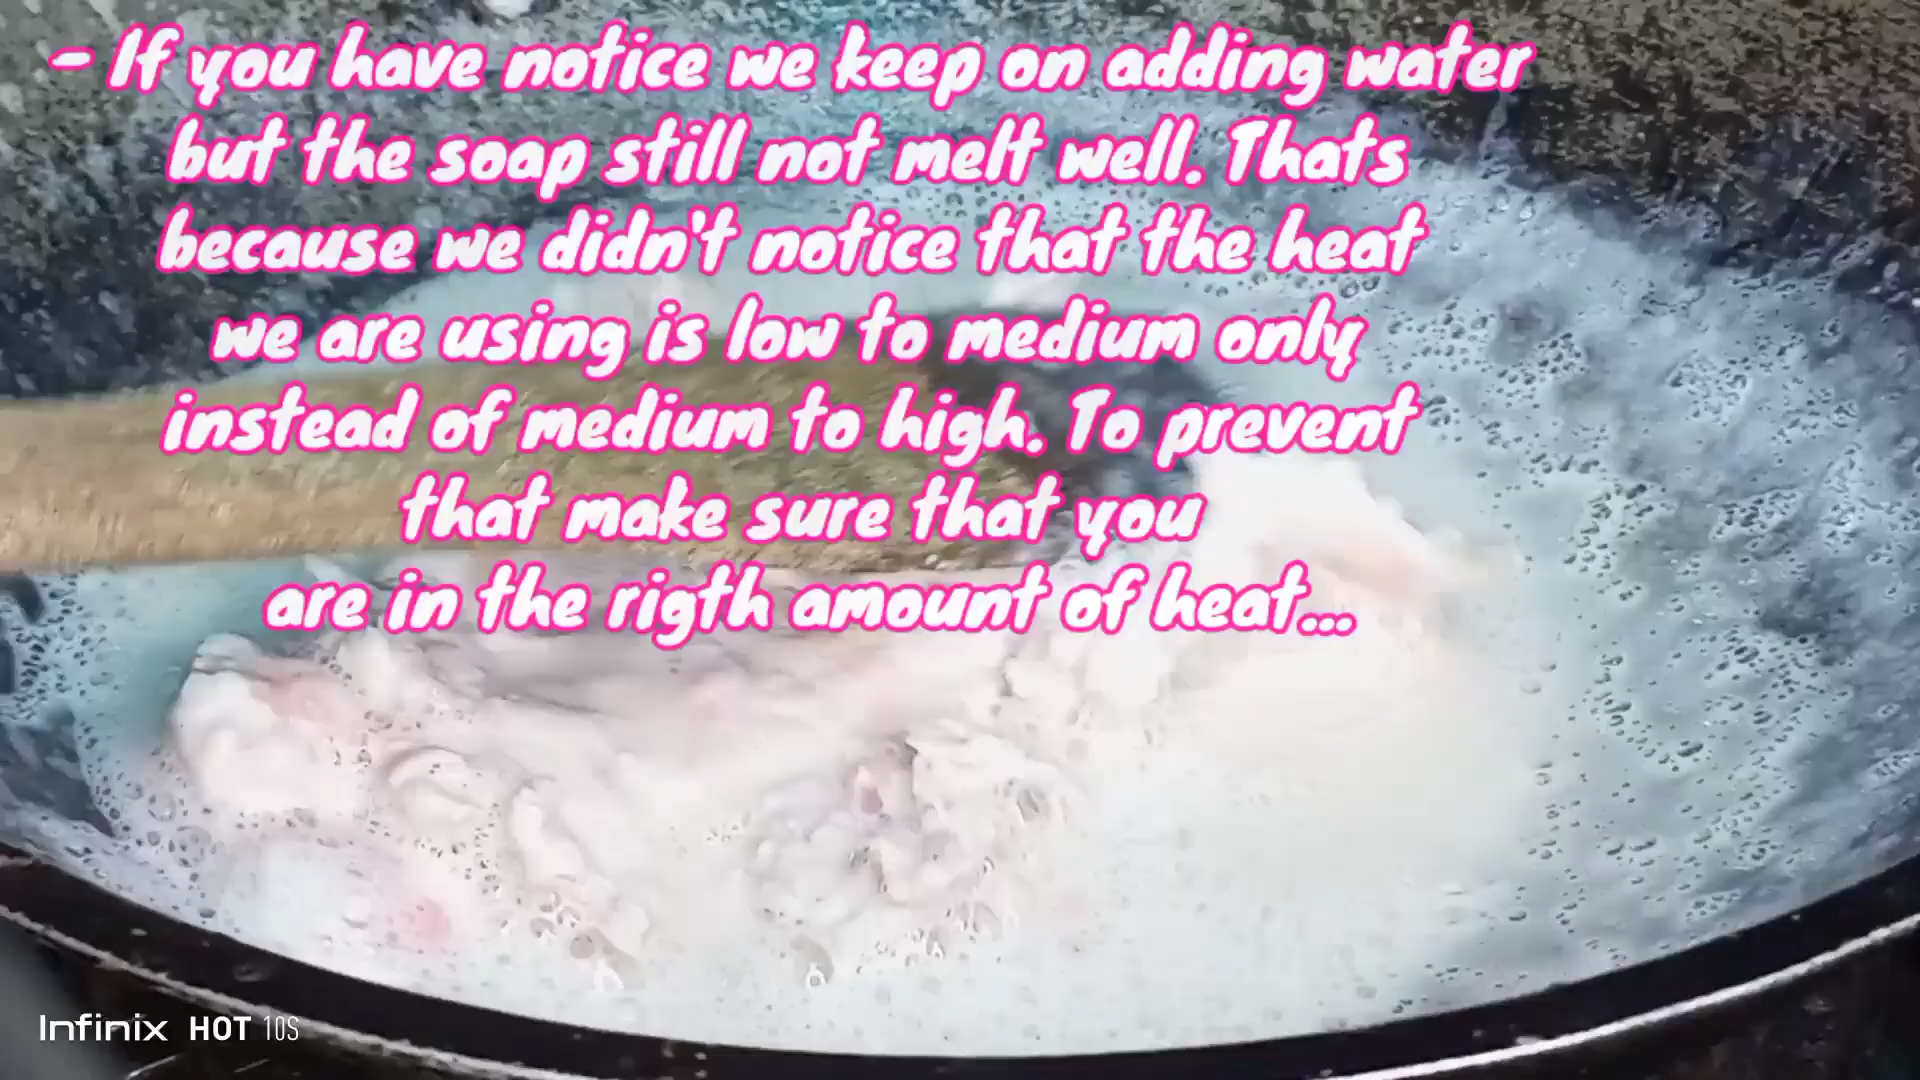 - If you have notice we keep on adding water
but the soap still not melt well. Thats
because we didn't notice that the heat
we are using is low to medium only
instead of medium to high. To prevent
that make sure that you
are in the rigth amount of heat...
Infinix HOT 10S